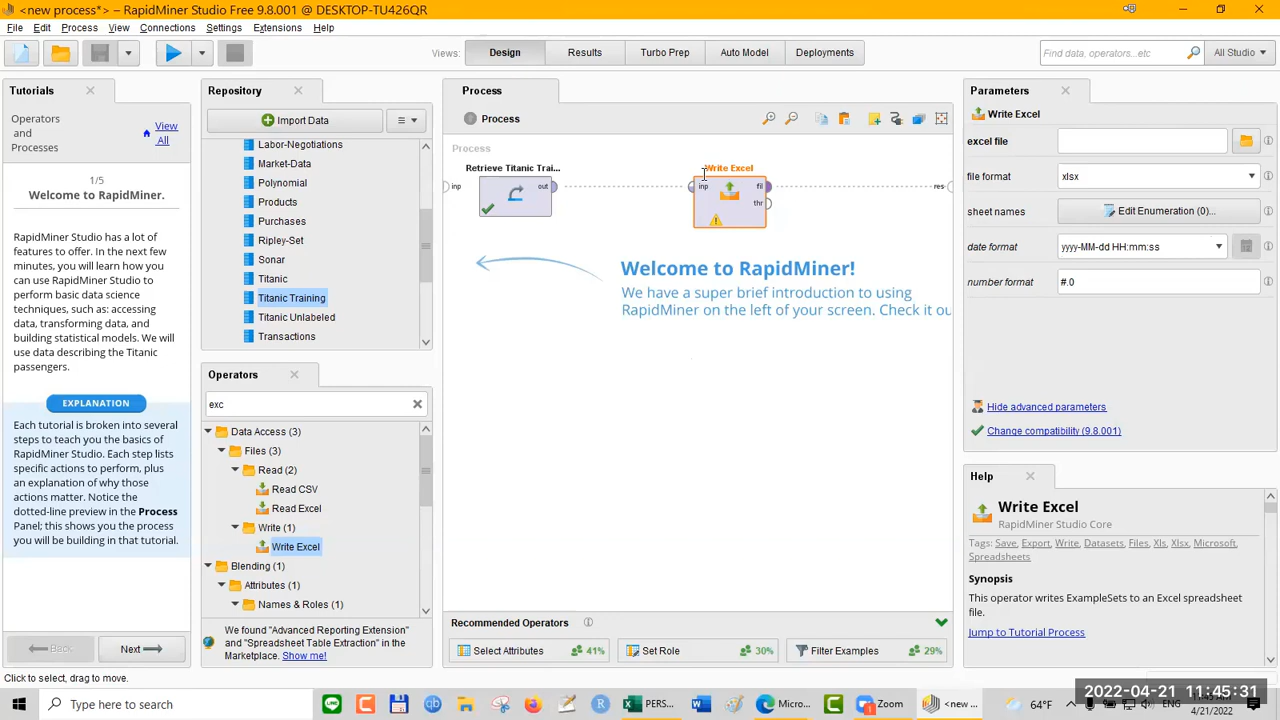 <new process*> – RapidMiner Studio Free 9.8.001 @ DESKTOP-TU426QR
File Edit Process View Connections Settings Extensions Help
Views: Design Results Turbo Prep Auto Model Deployments
Find data, operators...etc
All Studio
Tutorials
Operators
and
Processes
View
All
1/5
Welcome to RapidMiner.
RapidMiner Studio has a lot of
features to offer. In the next few
minutes, you will learn how you
can use RapidMiner Studio to
perform basic data science
techniques, such as: accessing
data, transforming data, and
building statistical models. We will
use data describing the Titanic
passengers.
EXPLANATION
Each tutorial is broken into several
steps to teach you the basics of
RapidMiner Studio. Each step lists
specific actions to perform, plus
an explanation of why those
actions matter. Notice the
dotted-line preview in the Process
Panel; this shows you the process
you will be building in that tutorial.
Back
Next
Repository
Import Data
Labor-Negotiations
Market-Data
Polynomial
Products
Purchases
Ripley-Set
Sonar
Titanic
Titanic Training
Titanic Unlabeled
Transactions
Operators
exc
Data Access (3)
Files (3)
Read (2)
Read CSV
Read Excel
Write (1)
Write Excel
Blending (1)
Attributes (1)
Names & Roles (1)
We found "Advanced Reporting Extension"
and "Spreadsheet Table Extraction" in the
Marketplace. Show me!
Process
Process
Process
Retrieve Titanic Trai...
Write Excel
inp
out
inp
fil
thr
res
Welcome to RapidMiner!
We have a super brief introduction to using
RapidMiner on the left of your screen. Check it ou
Recommended Operators
Select Attributes 41%
Set Role 30%
Filter Examples 29%
Parameters
Write Excel
excel file
file format xlsx
sheet names Edit Enumeration (0)...
date format yyyy-MM-dd HH:mm:ss
number format #.0
Hide advanced parameters
Change compatibility (9.8.001)
Help
Write Excel
RapidMiner Studio Core
Tags: Save, Export, Write, Datasets, Files, Xls, Xlsx, Microsoft,
Spreadsheets
Synopsis
This operator writes ExampleSets to an Excel spreadsheet
file.
Jump to Tutorial Process
Click to select, drag to move.
2022-04-21 11:45:31
Type here to search
PERS...
Micro...
Zoom
<new ...
64°F
ENG
4/21/2022